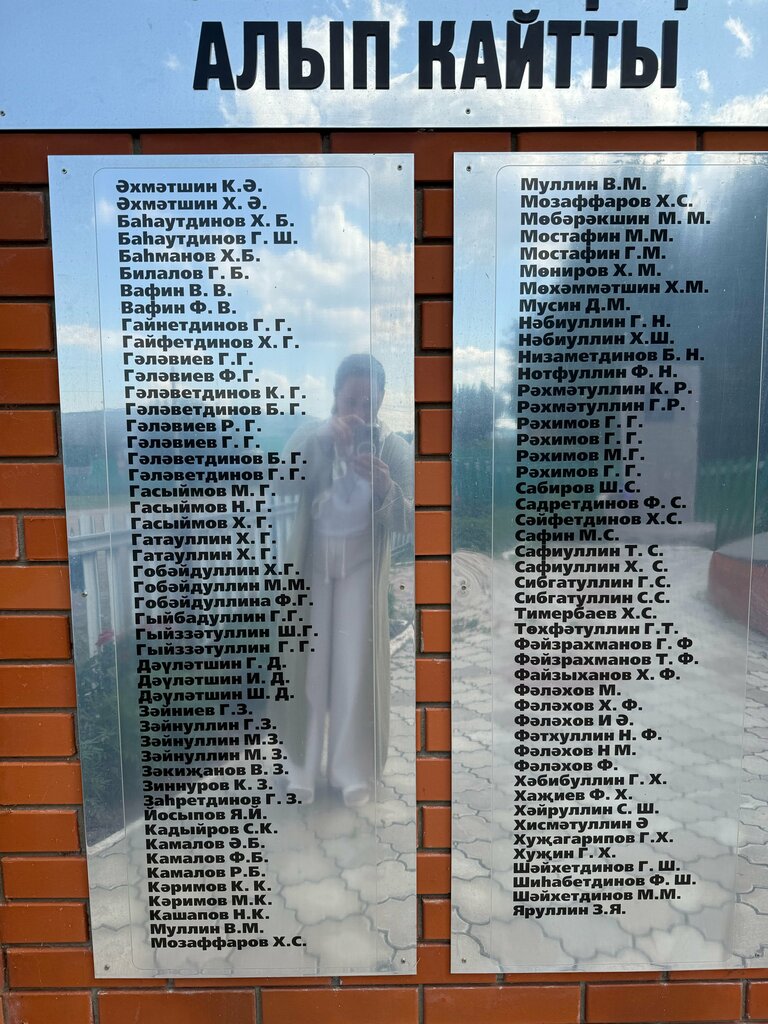 АЛЫП КАЙТТЫ
Әхмәтшин К.Ә.
Әхмәтшин Х. Ә.
Баһаутдинов Х. Б.
Баһаутдинов Г. Ш.
Баһманов Х.Б.
Билалов Г. Б.
Вафин В. В.
Вафин Ф. В.
Гайнетдинов Г. Г.
Гайфетдинов Х. Г.
Гәләвиев Г.Г.
Гәләвиев Ф.Г.
Гәләветдинов К. Г.
Гәләветдинов Б. Г.
Гәләвиев Р. Г.
Гәләвиев Г. Г.
Гәләветдинов Б. Г.
Гәләветдинов Г. Г.
Гасыймов М. Г.
Гасыймов Н. Г.
Гасыймов Х. Г.
Гатауллин Х. Г.
Гатауллин Х. Г.
Гобәйдуллин Х.Г.
Гобәйдуллин М.М.
Гобәйдуллина Ф.Г.
Гыйбадуллин Г.Г.
Гыйззәтуллин Ш.Г.
Гыйззәтуллин Г. Г.
Дәүләтшин Г. Д.
Дәүләтшин И. Д.
Дәүләтшин Ш. Д.
Зәйниев Г.З.
Зәйнуллин Г.З.
Зәйнуллин М.З.
Зәйнуллин М. З.
Зәкиҗанов В. З.
Зиннуров К. З.
Заһретдинов Г. З.
Йосыпов Я.Й.
Кадыйров С.К.
Камалов Ә.Б.
Камалов Ф.Б.
Камалов Р.Б.
Кәримов К. К.
Кәримов М.К.
Кашапов Н.К.
Муллин В.М.
Мозаффаров Х.С.
Муллин В.М.
Мозаффаров Х.С.
Мөбәрәкшин М. М.
Мостафин М.М.
Мостафин Г.М.
Мөниров Х. М.
Мөхәммәтшин Х.М.
Мусин Д.М.
Нәбиуллин Г. Н.
Нәбиуллин Х.Ш.
Низаметдинов Б. Н.
Нотфуллин Ф. Н.
Рәхмәтуллин К. Р.
Рәхмәтуллин Г.Р.
Рәхимов Г. Г.
Рәхимов Г. Г.
Рәхимов М.Г.
Рәхимов Г. Г.
Сабиров Ш.С.
Садретдинов Ф. С.
Сәйфетдинов Х.С.
Сафин М.С.
Сафиуллин Т. С.
Сафиуллин Х. С.
Сибгатуллин Г.С.
Сибгатуллин С.С.
Тимербаев Х.С.
Төхфәтуллин Г.Т.
Фәйзрахманов Г. Ф
Фәйзрахманов Т. Ф.
Файзыханов Х. Ф.
Фәләхов М.
Фәләхов Х. Ф.
Фәләхов И Ә.
Фәтхуллин Н. Ф.
Фәләхов Н М.
Фәләхов Ф.
Хәбибуллин Г. Х.
Хаҗиев Ф. Х.
Хәйруллин С. Ш.
Хисмәтуллин Ә
Хуҗагарипов Г.Х.
Хуҗин Г. Х.
Шәйхетдинов Г. Ш.
Шиһабетдинов Ф. Ш.
Шәйхетдинов М.М.
Яруллин З.Я.